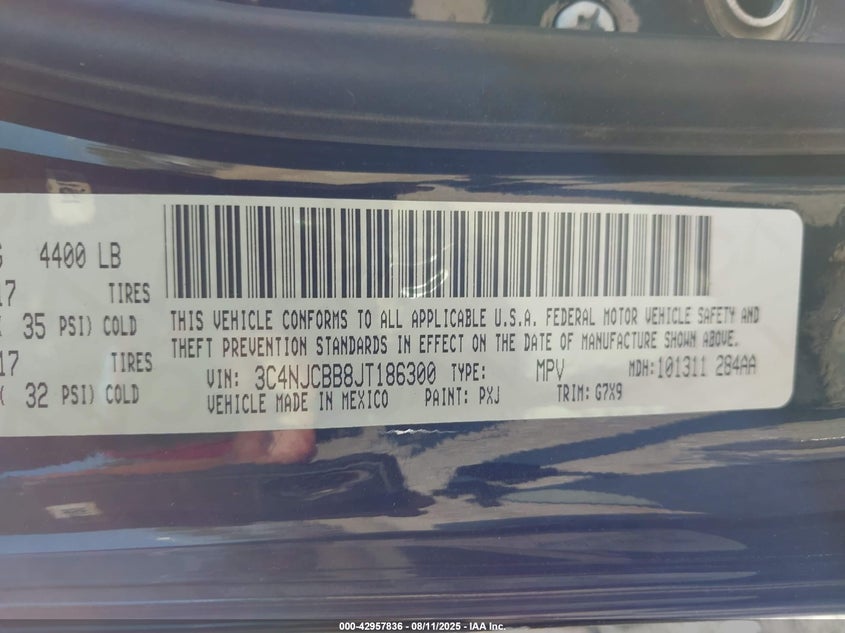 G 4400 LB
17 TIRES
( 35 PSI) COLD
17 TIRES
( 32 PSI) COLD
THIS VEHICLE CONFORMS TO ALL APPLICABLE U.S.A. FEDERAL MOTOR VEHICLE SAFETY AND
THEFT PREVENTION STANDARDS IN EFFECT ON THE DATE OF MANUFACTURE SHOWN ABOVE.
VIN: 3C4NJCBB8JT186300 TYPE: MPV MDH:101311 284AA
VEHICLE MADE IN MEXICO PAINT: PXJ TRIM: G7X9
000-42957836 - 08/11/2025 - IAA Inc.